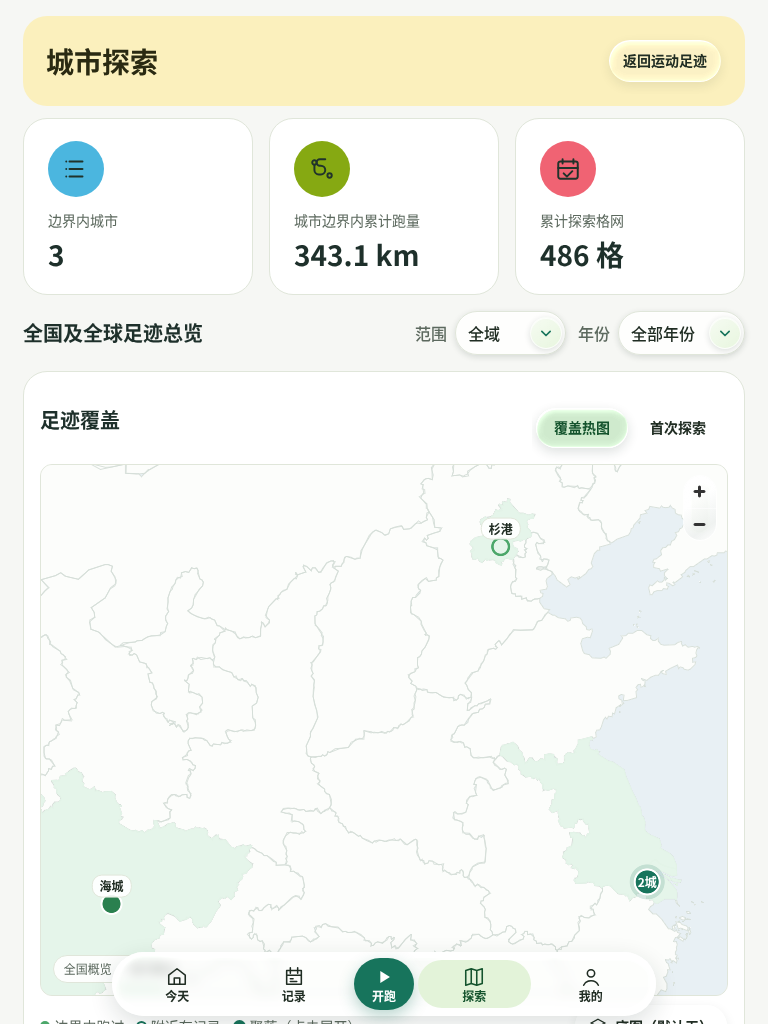 城市探索
返回运动足迹
边界内城市
3
城市边界内累计跑量
343.1 km
累计探索格网
486 格
全国及全球足迹总览
范围
全域
年份
全部年份
足迹覆盖
覆盖热图
首次探索
杉港
海城
2城
全国概览
今天
记录
开跑
探索
我的